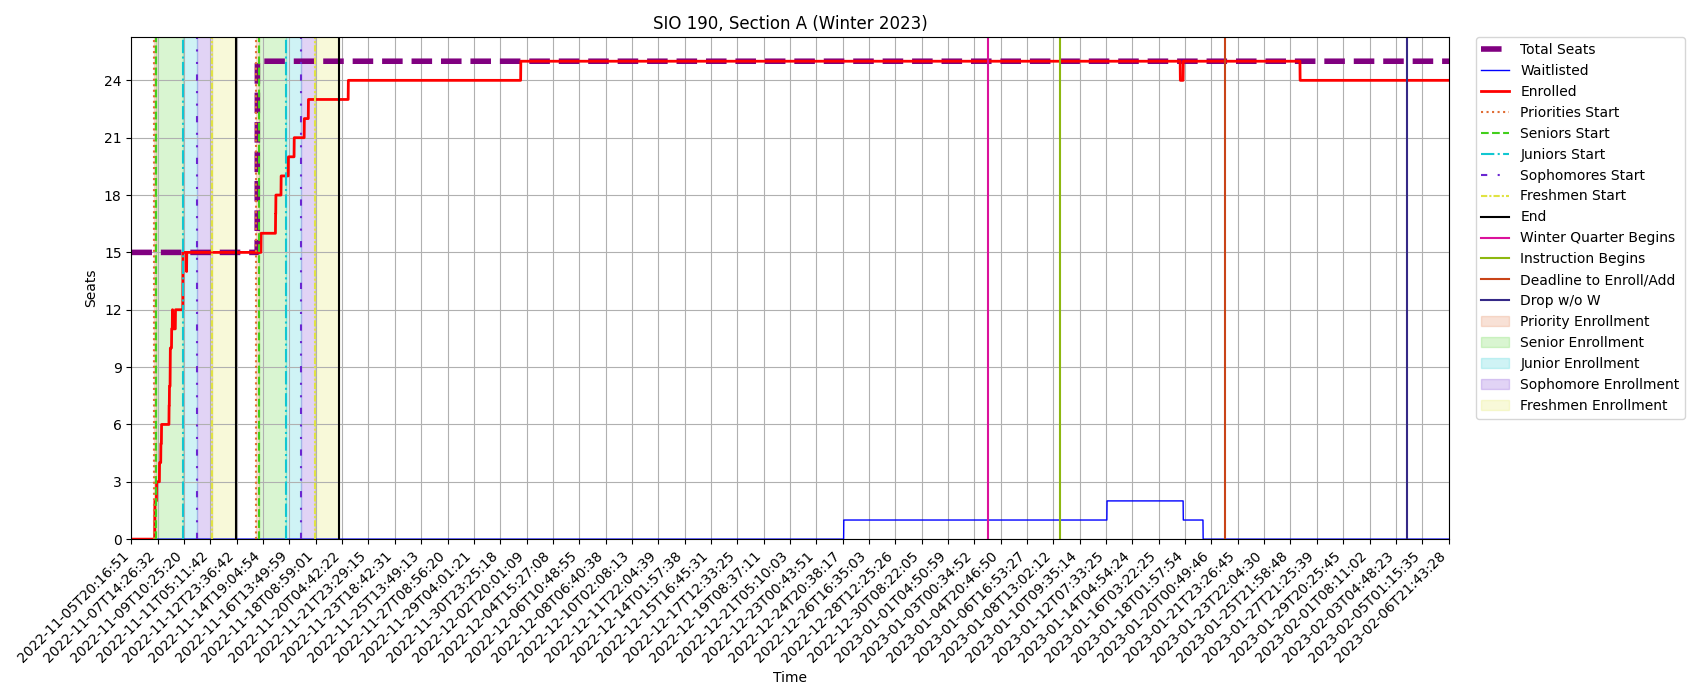 SIO 190, Section A (Winter 2023)
Seats
24
21
18
15
12
9
6
3
0
2022-11-05T20:16:51
2022-11-07T14:26:32
2022-11-09T10:25:20
2022-11-11T05:11:42
2022-11-12T23:36:42
2022-11-14T19:04:54
2022-11-16T13:49:59
2022-11-18T08:59:01
2022-11-20T04:42:22
2022-11-21T23:29:15
2022-11-23T18:42:31
2022-11-25T13:49:13
2022-11-27T08:56:20
2022-11-29T04:01:21
2022-11-30T23:25:18
2022-12-02T20:01:09
2022-12-04T15:27:08
2022-12-06T10:48:55
2022-12-08T06:40:38
2022-12-10T02:08:13
2022-12-11T22:04:39
2022-12-14T01:57:38
2022-12-15T16:45:31
2022-12-17T12:33:25
2022-12-19T08:37:11
2022-12-21T05:10:03
2022-12-23T00:43:51
2022-12-24T20:38:17
2022-12-26T16:35:03
2022-12-28T12:25:26
2022-12-30T08:22:05
2023-01-01T04:50:59
2023-01-03T00:34:52
2023-01-04T20:46:50
2023-01-06T16:53:27
2023-01-08T13:02:12
2023-01-10T09:35:14
2023-01-12T07:33:25
2023-01-14T04:54:24
2023-01-16T03:22:25
2023-01-18T01:57:54
2023-01-20T00:49:46
2023-01-21T23:26:45
2023-01-23T22:04:30
2023-01-25T21:58:48
2023-01-27T21:25:39
2023-01-29T20:25:45
2023-02-01T08:11:02
2023-02-03T04:48:23
2023-02-05T01:15:35
2023-02-06T21:43:28
Time
Total Seats
Waitlisted
Enrolled
Priorities Start
Seniors Start
Juniors Start
Sophomores Start
Freshmen Start
End
Winter Quarter Begins
Instruction Begins
Deadline to Enroll/Add
Drop w/o W
Priority Enrollment
Senior Enrollment
Junior Enrollment
Sophomore Enrollment
Freshmen Enrollment